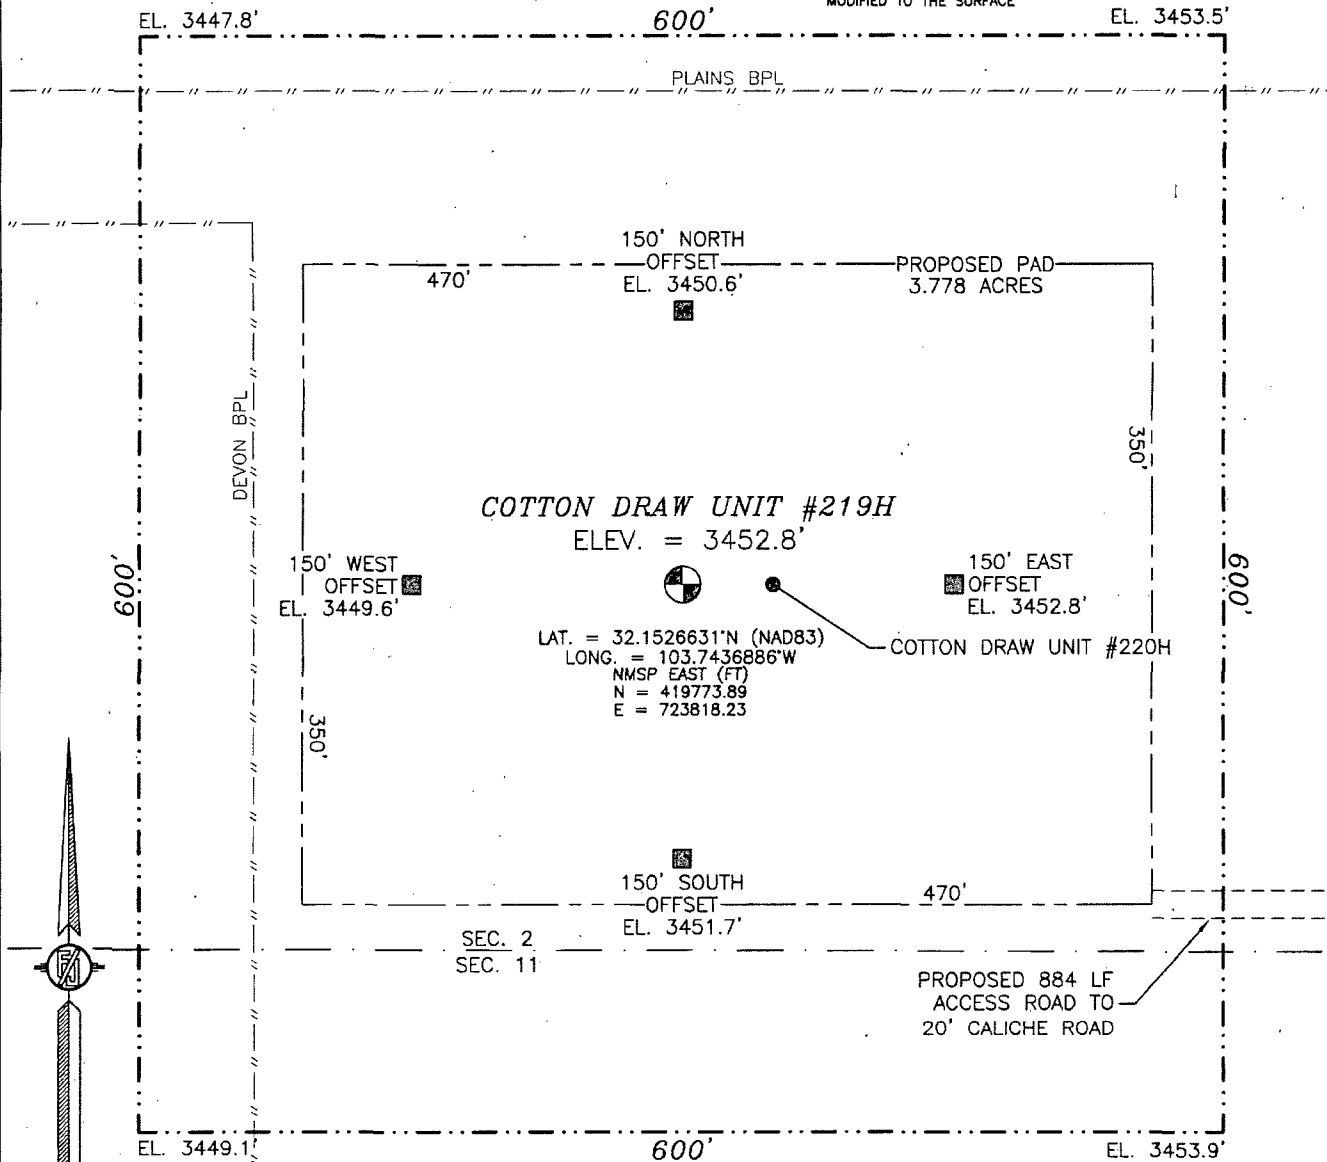 MODIFIED TO THE SURFACE
EL. 3447.8'
600'
EL. 3453.5'
PLAINS BPL
150' NORTH
OFFSET
EL. 3450.6'
470'
PROPOSED PAD
3.778 ACRES
DEVON BPL
350'
COTTON DRAW UNIT #219H
ELEV. = 3452.8'
600'
150' WEST
OFFSET
EL. 3449.6'
150' EAST
OFFSET
EL. 3452.8'
600'
LAT. = 32.1526631°N (NAD83)
LONG. = 103.7436886°W
NMSP EAST (FT)
N = 419773.89
E = 723818.23
COTTON DRAW UNIT #220H
350'
150' SOUTH
OFFSET
EL. 3451.7'
470'
SEC. 2
SEC. 11
PROPOSED 884 LF
ACCESS ROAD TO
20' CALICHE ROAD
EL. 3449.1'
600'
EL. 3453.9'